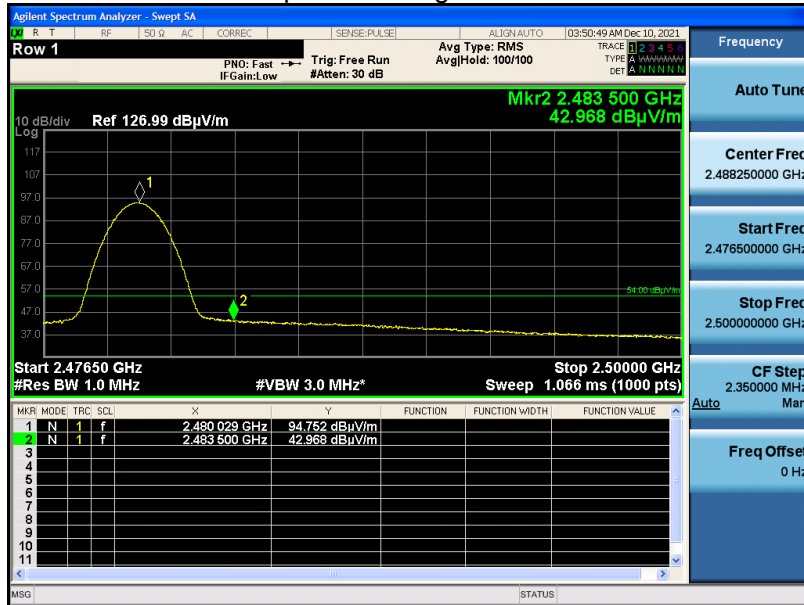 Agilent Spectrum Analyzer - Swept SA
LXI R T RF 50 Ω AC CORREC SENSE:PULSE ALIGN AUTO 03:50:49 AM Dec 10, 2021
Row 1
PNO: Fast
IFGain:Low
Trig: Free Run
#Atten: 30 dB
Avg Type: RMS
Avg|Hold: 100/100
TRACE 1 2 3 4 5 6
TYPE A WWWWW
DET A N N N N N
Mkr2 2.483 500 GHz
42.968 dBµV/m
10 dB/div Ref 126.99 dBµV/m
Log
117
107
97.0
87.0
77.0
67.0
57.0
47.0
37.0
1
2
54.00 dBµV/m
Start 2.47650 GHz Stop 2.50000 GHz
#Res BW 1.0 MHz #VBW 3.0 MHz* Sweep 1.066 ms (1000 pts)
MKR MODE TRC SCL X Y FUNCTION FUNCTION WIDTH FUNCTION VALUE
1 N 1 f 2.480 029 GHz 94.752 dBµV/m
2 N 1 f 2.483 500 GHz 42.968 dBµV/m
3
4
5
6
7
8
9
10
11
MSG STATUS
Frequency
Auto Tune
Center Freq
2.488250000 GHz
Start Freq
2.476500000 GHz
Stop Freq
2.500000000 GHz
CF Step
2.350000 MHz
Auto Man
Freq Offset
0 Hz